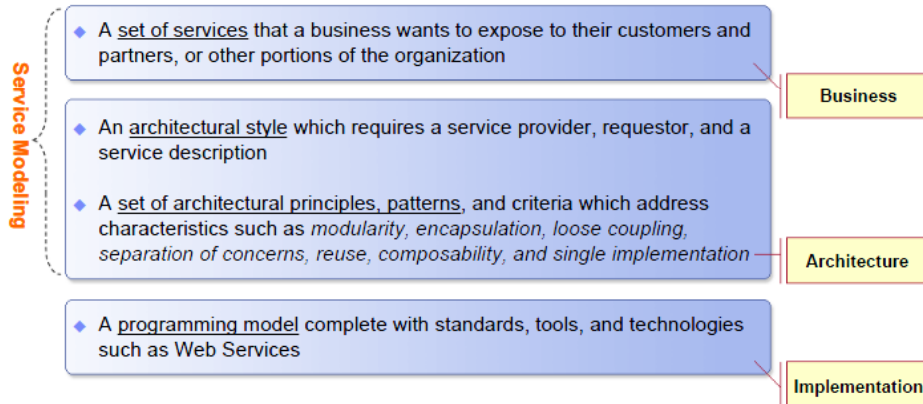 Service Modeling
A set of services that a business wants to expose to their customers and
partners, or other portions of the organization
Business
An architectural style which requires a service provider, requestor, and a
service description
A set of architectural principles, patterns, and criteria which address
characteristics such as modularity, encapsulation, loose coupling,
separation of concerns, reuse, composability, and single implementation
Architecture
A programming model complete with standards, tools, and technologies
such as Web Services
Implementation